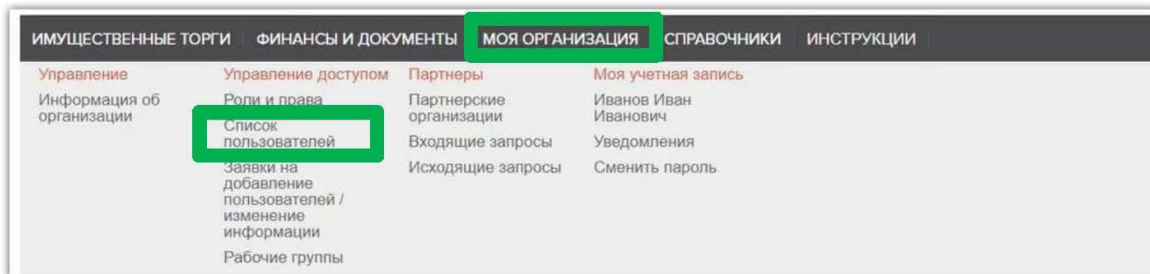 ИМУЩЕСТВЕННЫЕ ТОРГИ ФИНАНСЫ И ДОКУМЕНТЫ МОЯ ОРГАНИЗАЦИЯ СПРАВОЧНИКИ ИНСТРУКЦИИ
Управление
Информация об
организации
Управление доступом
Роли и права
Список
пользователей
Заявки на
добавление
пользователей /
изменение
информации
Рабочие группы
Партнеры
Партнерские
организации
Входящие запросы
Исходящие запросы
Моя учетная запись
Иванов Иван
Иванович
Уведомления
Сменить пароль